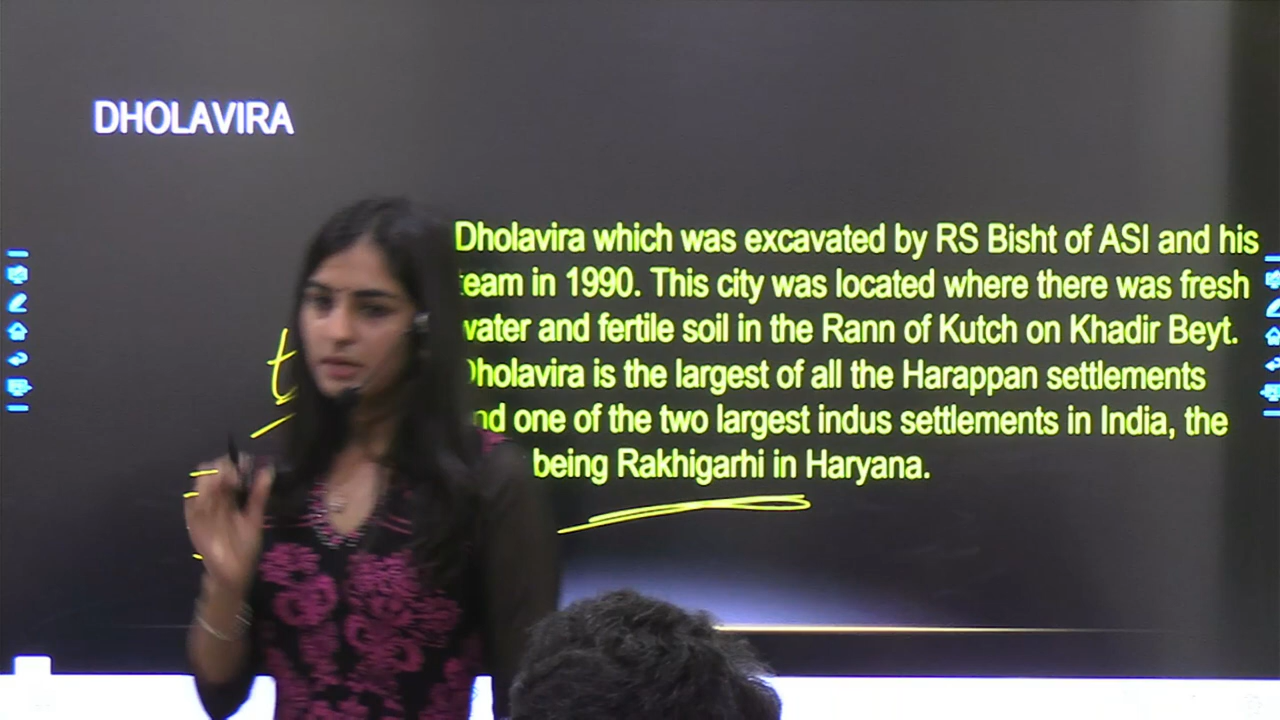 DHOLAVIRA
Dholavira which was excavated by RS Bisht of ASI and his
team in 1990. This city was located where there was fresh
water and fertile soil in the Rann of Kutch on Khadir Beyt.
Dholavira is the largest of all the Harappan settlements
and one of the two largest indus settlements in India, the
being Rakhigarhi in Haryana.